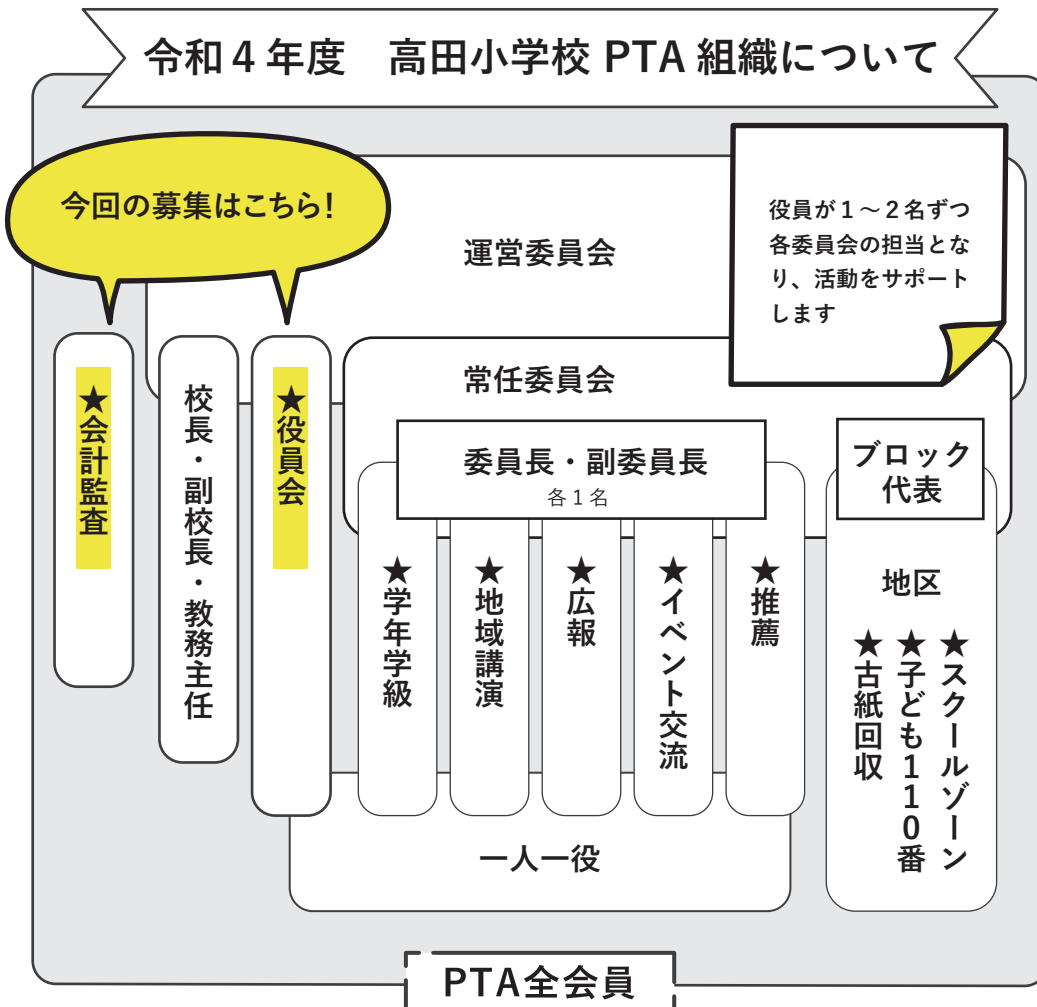 令和４年度　高田小学校 PTA 組織について
今回の募集はこちら！
運営委員会
役員が１～２名ずつ
各委員会の担当とな
り、活動をサポート
します
★会計監査
校長・副校長・教務主任
★役員会
常任委員会
委員長・副委員長
各１名
★学年学級
★地域講演
★広報
★イベント交流
★推薦
ブロック
代表
地区
★スクールゾーン
★子ども１１０番
★古紙回収
一人一役
PTA全会員